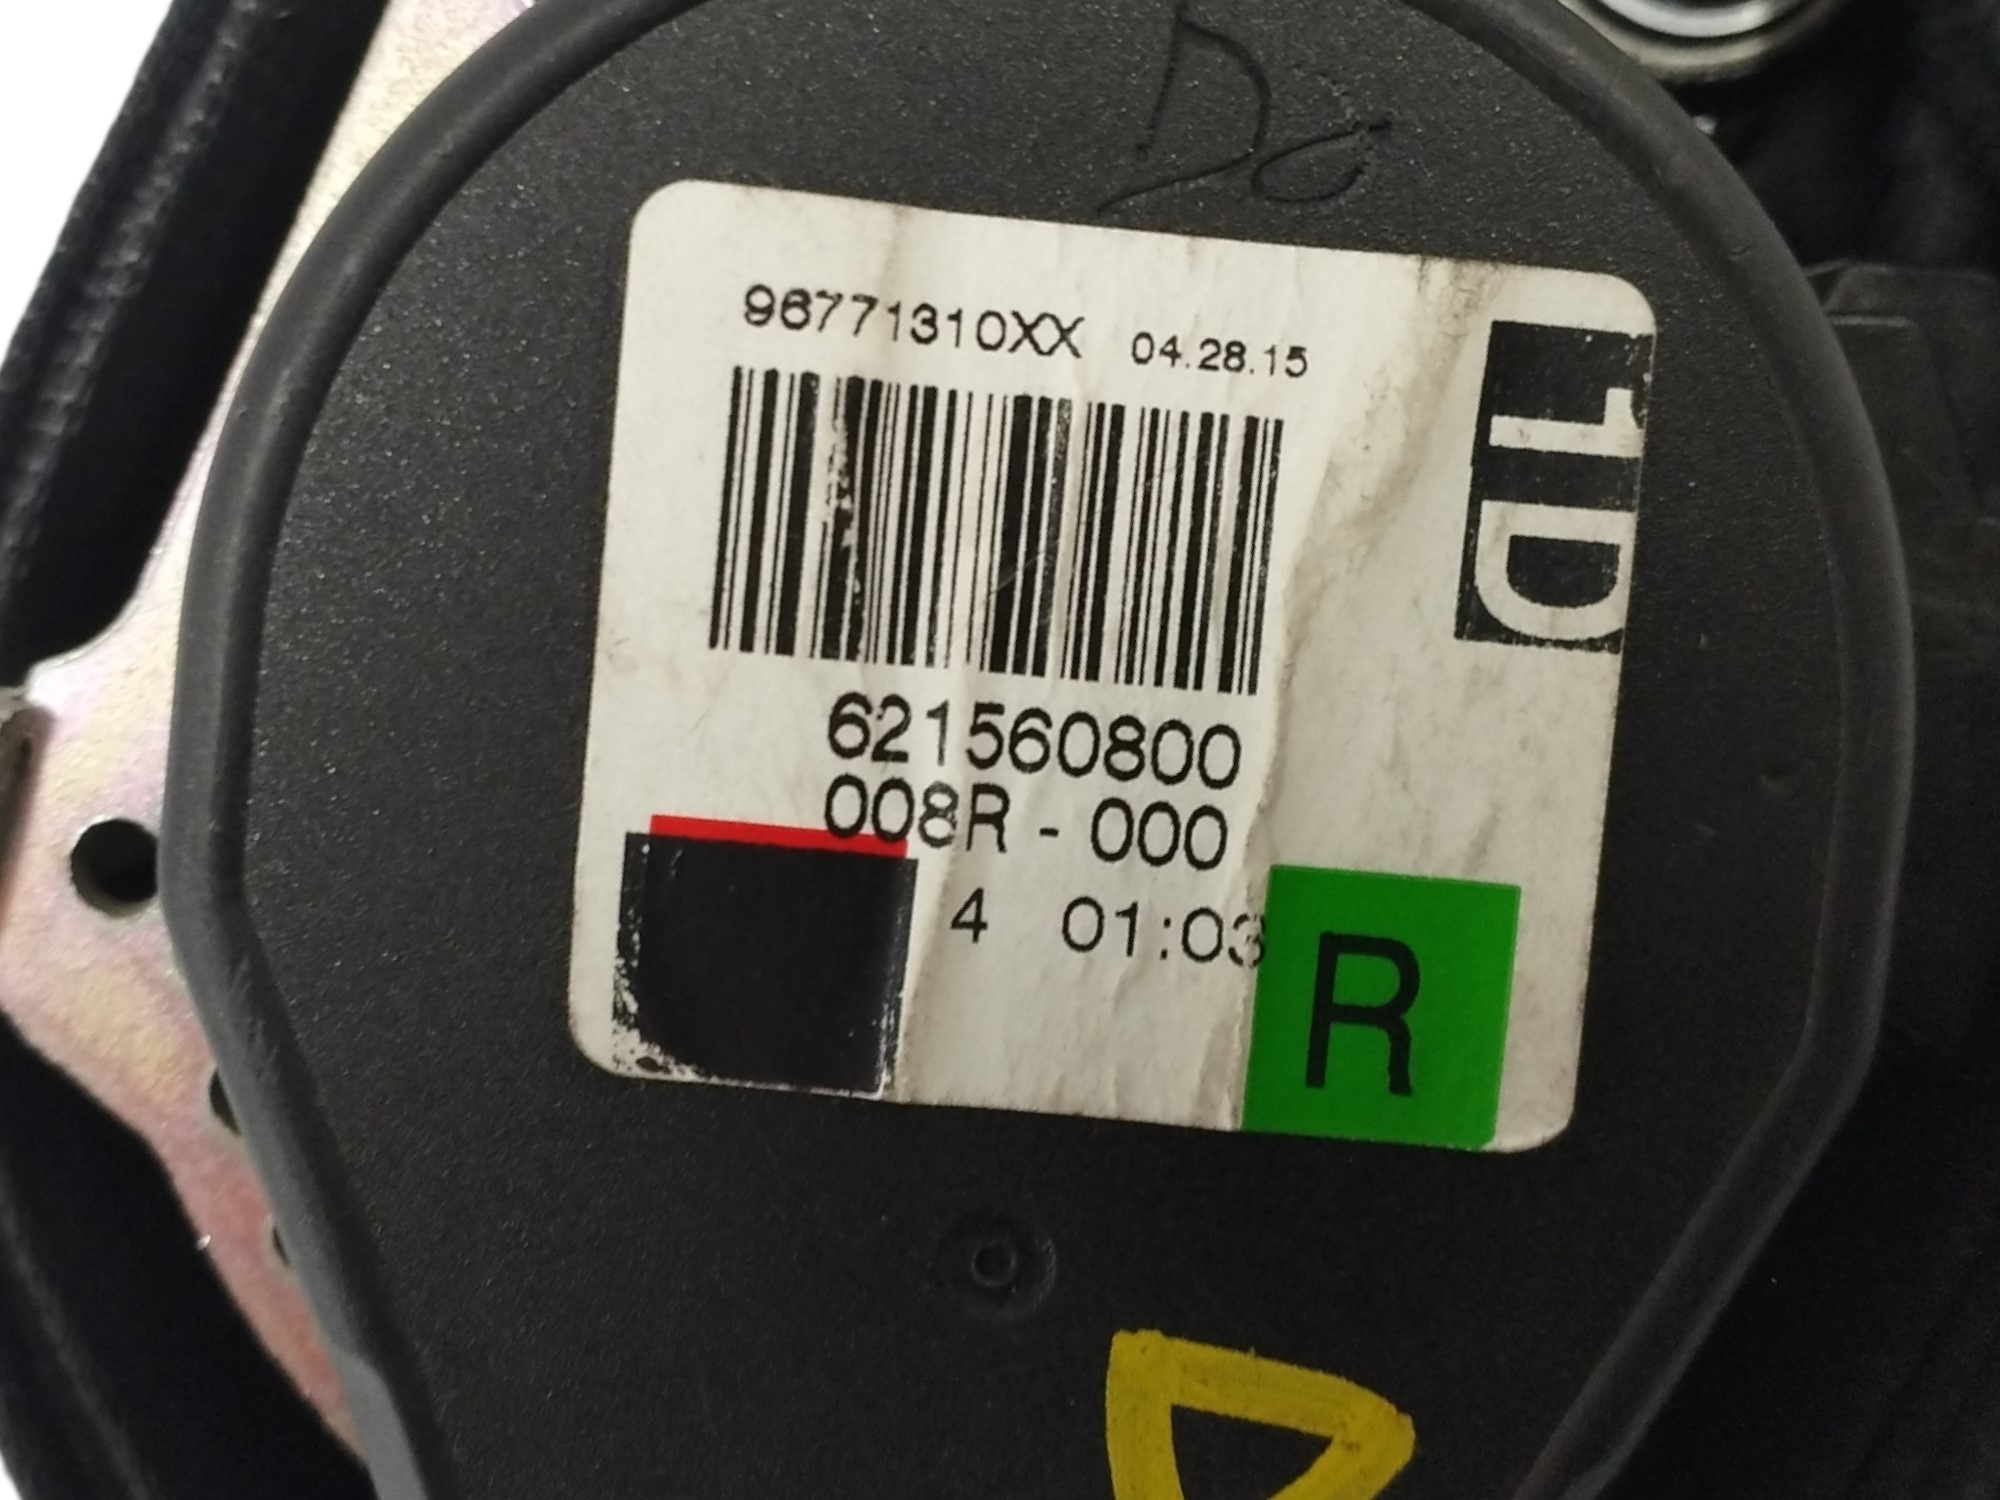 96771310XX 04.28.15
1D
621560800
008R - 000
4 01:03
R